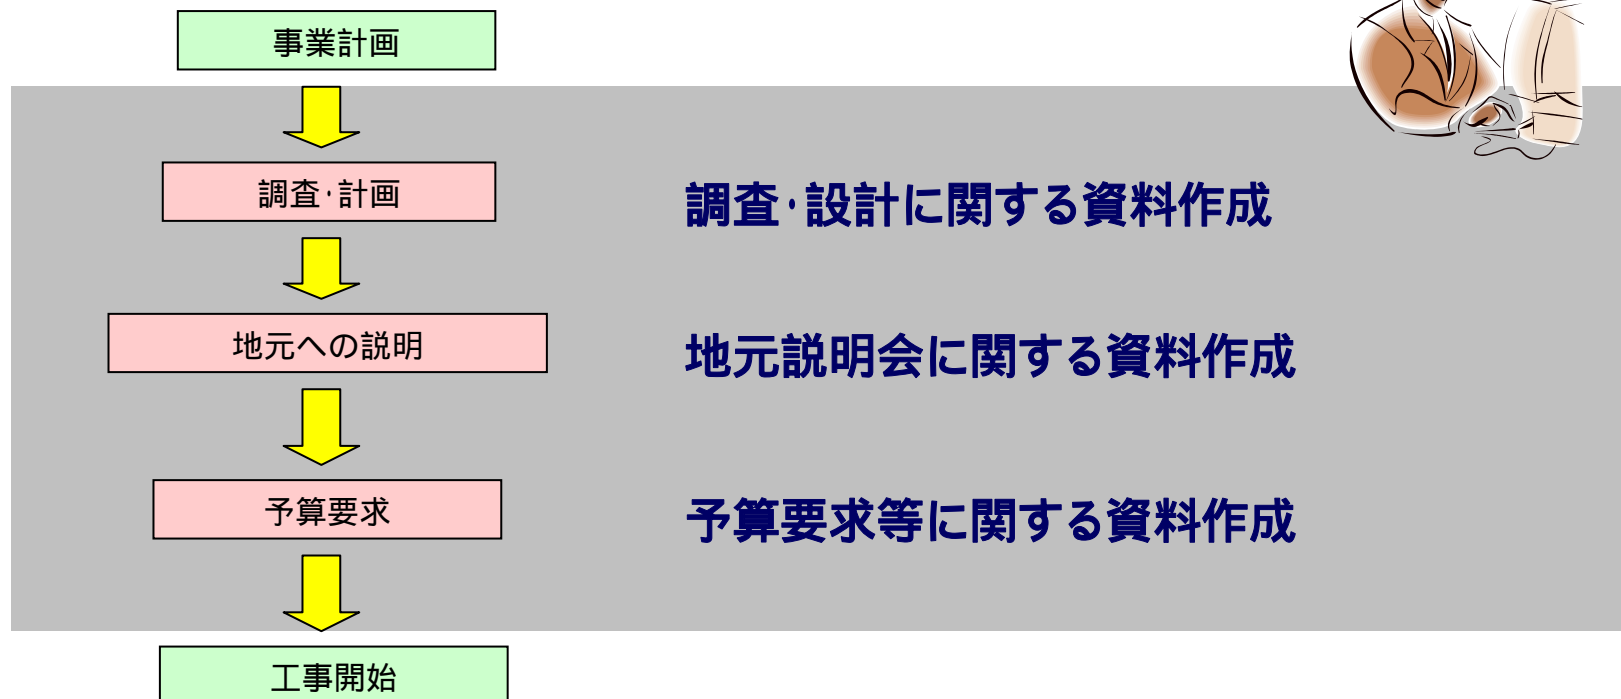 事業計画
調査・計画
調査・設計に関する資料作成
地元への説明
地元説明会に関する資料作成
予算要求
予算要求等に関する資料作成
工事開始